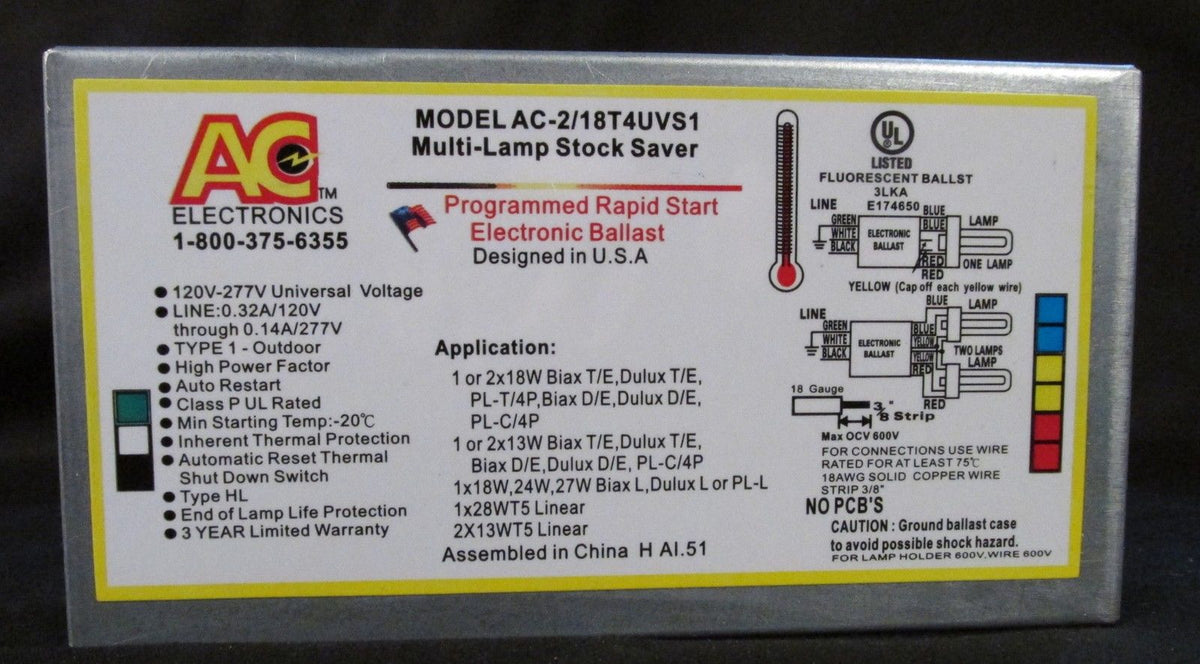 AC
TM
ELECTRONICS
1-800-375-6355
MODEL AC-2/18T4UVS1
Multi-Lamp Stock Saver
Programmed Rapid Start
Electronic Ballast
Designed in U.S.A
● 120V-277V Universal Voltage
● LINE:0.32A/120V
through 0.14A/277V
● TYPE 1 - Outdoor
● High Power Factor
● Auto Restart
● Class P UL Rated
● Min Starting Temp:-20℃
● Inherent Thermal Protection
● Automatic Reset Thermal
Shut Down Switch
● Type HL
● End of Lamp Life Protection
● 3 YEAR Limited Warranty
Application:
1 or 2x18W Biax T/E,Dulux T/E,
PL-T/4P,Biax D/E,Dulux D/E,
PL-C/4P
1 or 2x13W Biax T/E,Dulux T/E,
Biax D/E,Dulux D/E, PL-C/4P
1x18W,24W,27W Biax L,Dulux L or PL-L
1x28WT5 Linear
2X13WT5 Linear
Assembled in China H AI.51
UL
LISTED
FLUORESCENT BALLST
3LKA
E174650
LINE
GREEN
WHITE
BLACK
ELECTRONIC
BALLAST
BLUE
BLUE
RED
RED
LAMP
ONE LAMP
YELLOW (Cap off each yellow wire)
LINE
GREEN
WHITE
BLACK
ELECTRONIC
BALLAST
BLUE
BLUE
YELLOW
YELLOW
RED
RED
LAMP
TWO LAMPS
LAMP
18 Gauge
3/8" Strip
Max OCV 600V
FOR CONNECTIONS USE WIRE
RATED FOR AT LEAST 75℃
18AWG SOLID COPPER WIRE
STRIP 3/8"
NO PCB'S
CAUTION : Ground ballast case
to avoid possible shock hazard.
FOR LAMP HOLDER 600V,WIRE 600V